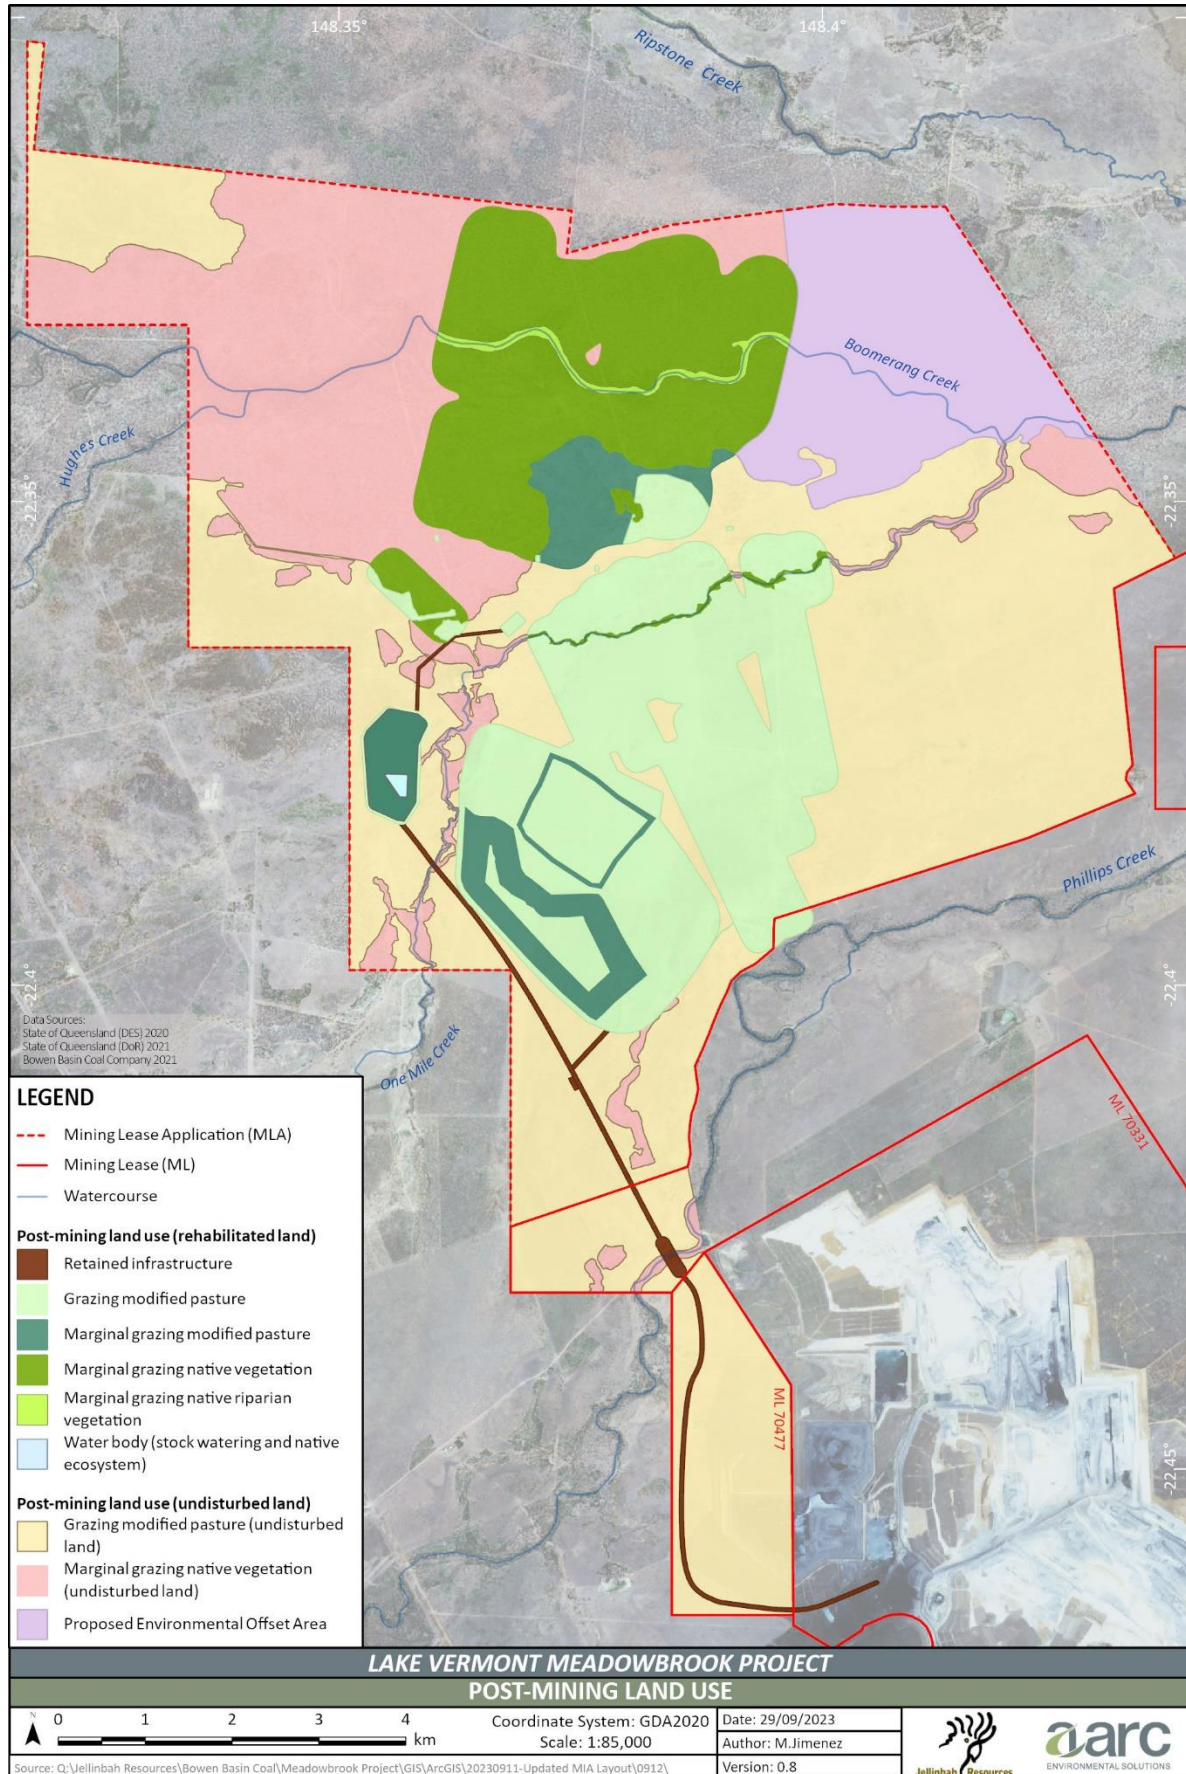 148.35°
148.4°
Ripstone Creek
Boomerang Creek
Hughes Creek
-22.35°
-22.35°
Phillips Creek
-22.4°
-22.4°
Data Sources:
State of Queensland (DES) 2020
State of Queensland (DoR) 2021
Bowen Basin Coal Company 2021
One Mile Creek
ML 70331
ML 70477
-22.45°
LEGEND
Mining Lease Application (MLA)
Mining Lease (ML)
Watercourse
Post-mining land use (rehabilitated land)
Retained infrastructure
Grazing modified pasture
Marginal grazing modified pasture
Marginal grazing native vegetation
Marginal grazing native riparian
vegetation
Water body (stock watering and native
ecosystem)
Post-mining land use (undisturbed land)
Grazing modified pasture (undisturbed
land)
Marginal grazing native vegetation
(undisturbed land)
Proposed Environmental Offset Area
LAKE VERMONT MEADOWBROOK PROJECT
POST-MINING LAND USE
N
0 1 2 3 4
km
Coordinate System: GDA2020
Scale: 1:85,000
Date: 29/09/2023
Author: M.Jimenez
Version: 0.8
Source: Q:\Jellinbah Resources\Bowen Basin Coal\Meadowbrook Project\GIS\ArcGIS\20230911-Updated MIA Layout\0912\
Jellinbah Resources
aarc
ENVIRONMENTAL SOLUTIONS